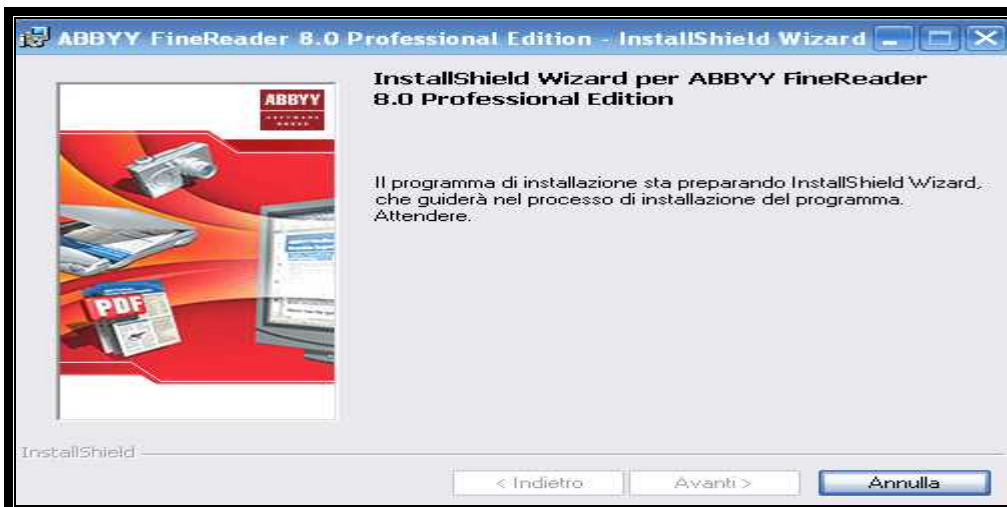 ABBYY FineReader 8.0 Professional Edition - InstallShield Wizard
InstallShield Wizard per ABBYY FineReader
8.0 Professional Edition
ABBYY
PDF
Il programma di installazione sta preparando InstallShield Wizard,
che guiderà nel processo di installazione del programma.
Attendere.
InstallShield
< Indietro
Avanti >
Annulla